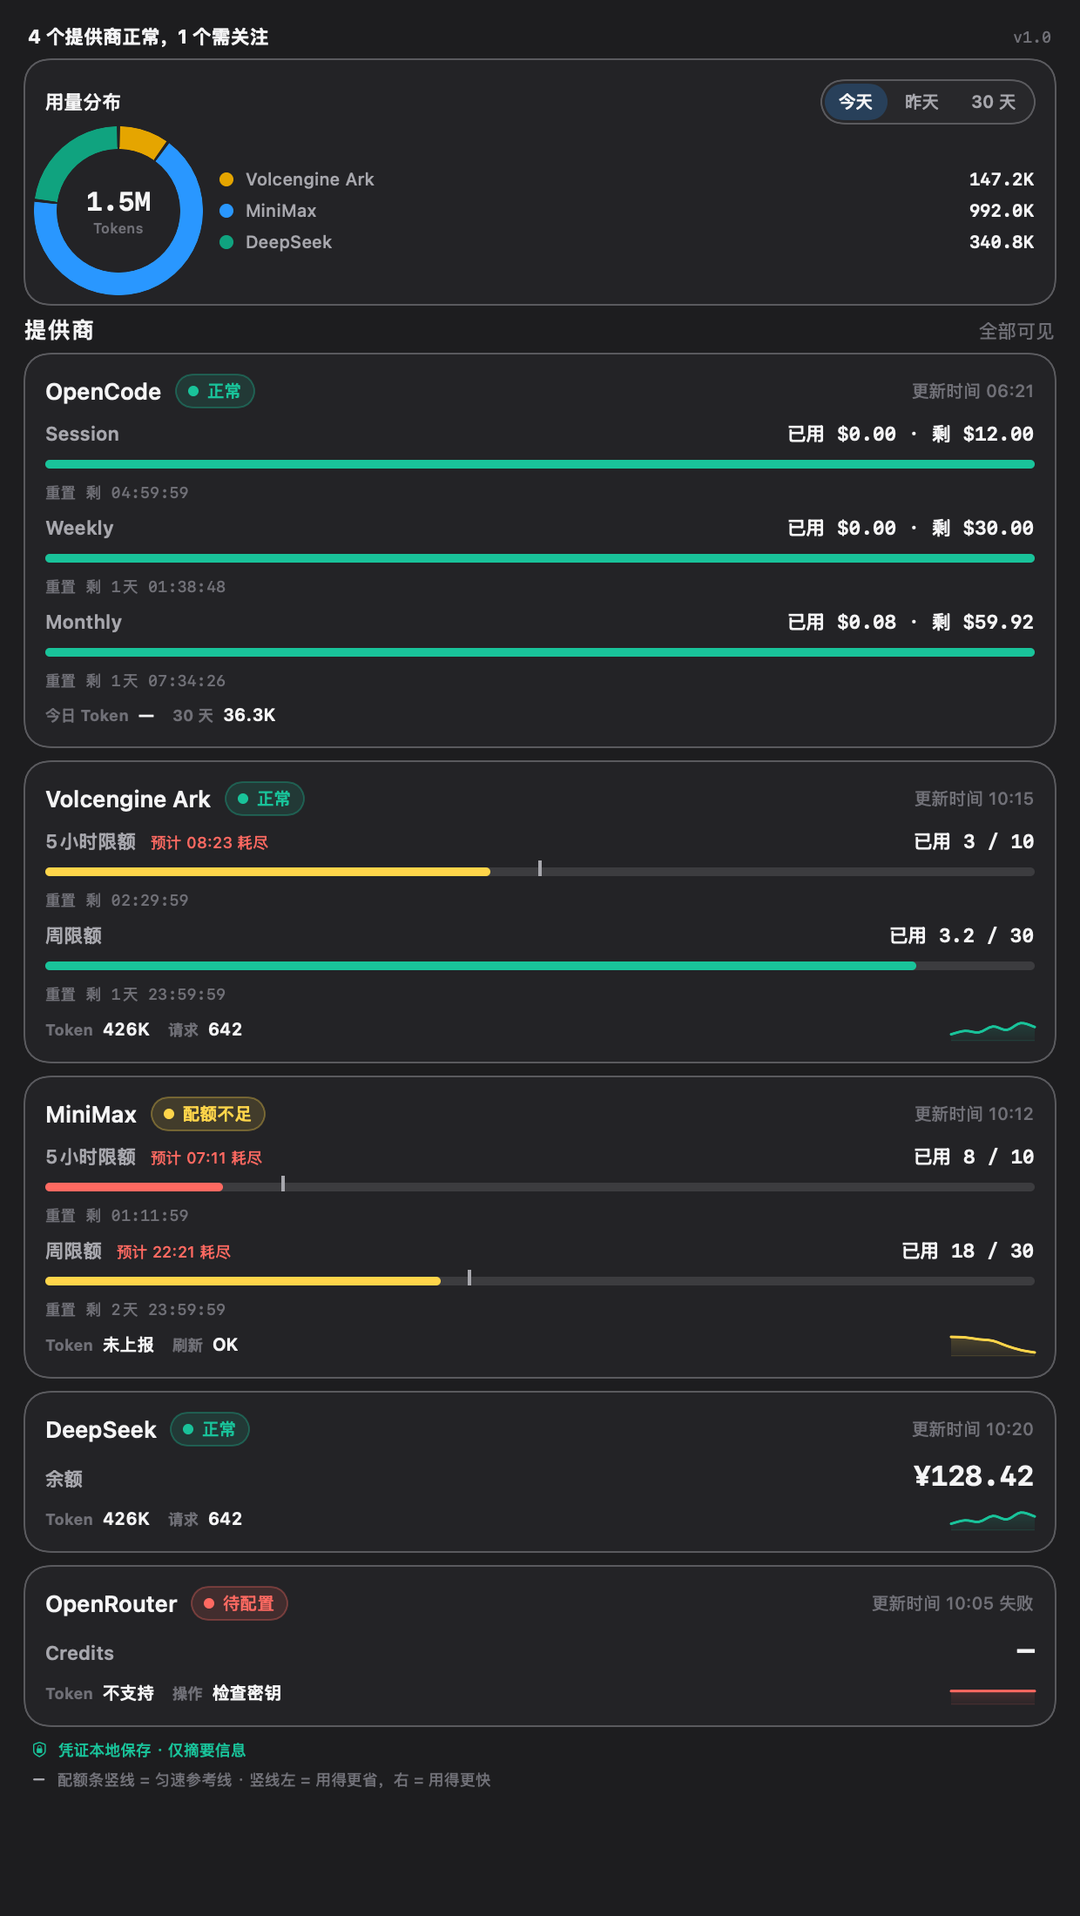 4 个提供商正常，1 个需关注
v1.0
用量分布
今天 昨天 30 天
1.5M
Tokens
Volcengine Ark 147.2K
MiniMax 992.0K
DeepSeek 340.8K
提供商 全部可见
OpenCode 正常 更新时间 06:21
Session 已用 $0.00 · 剩 $12.00
重置 剩 04:59:59
Weekly 已用 $0.00 · 剩 $30.00
重置 剩 1天 01:38:48
Monthly 已用 $0.08 · 剩 $59.92
重置 剩 1天 07:34:26
今日 Token — 30 天 36.3K
Volcengine Ark 正常 更新时间 10:15
5小时限额 预计 08:23 耗尽 已用 3 / 10
重置 剩 02:29:59
周限额 已用 3.2 / 30
重置 剩 1天 23:59:59
Token 426K 请求 642
MiniMax 配额不足 更新时间 10:12
5小时限额 预计 07:11 耗尽 已用 8 / 10
重置 剩 01:11:59
周限额 预计 22:21 耗尽 已用 18 / 30
重置 剩 2天 23:59:59
Token 未上报 刷新 OK
DeepSeek 正常 更新时间 10:20
余额 ¥128.42
Token 426K 请求 642
OpenRouter 待配置 更新时间 10:05 失败
Credits —
Token 不支持 操作 检查密钥
凭证本地保存 · 仅摘要信息
— 配额条竖线 = 匀速参考线 · 竖线左 = 用得更省，右 = 用得更快